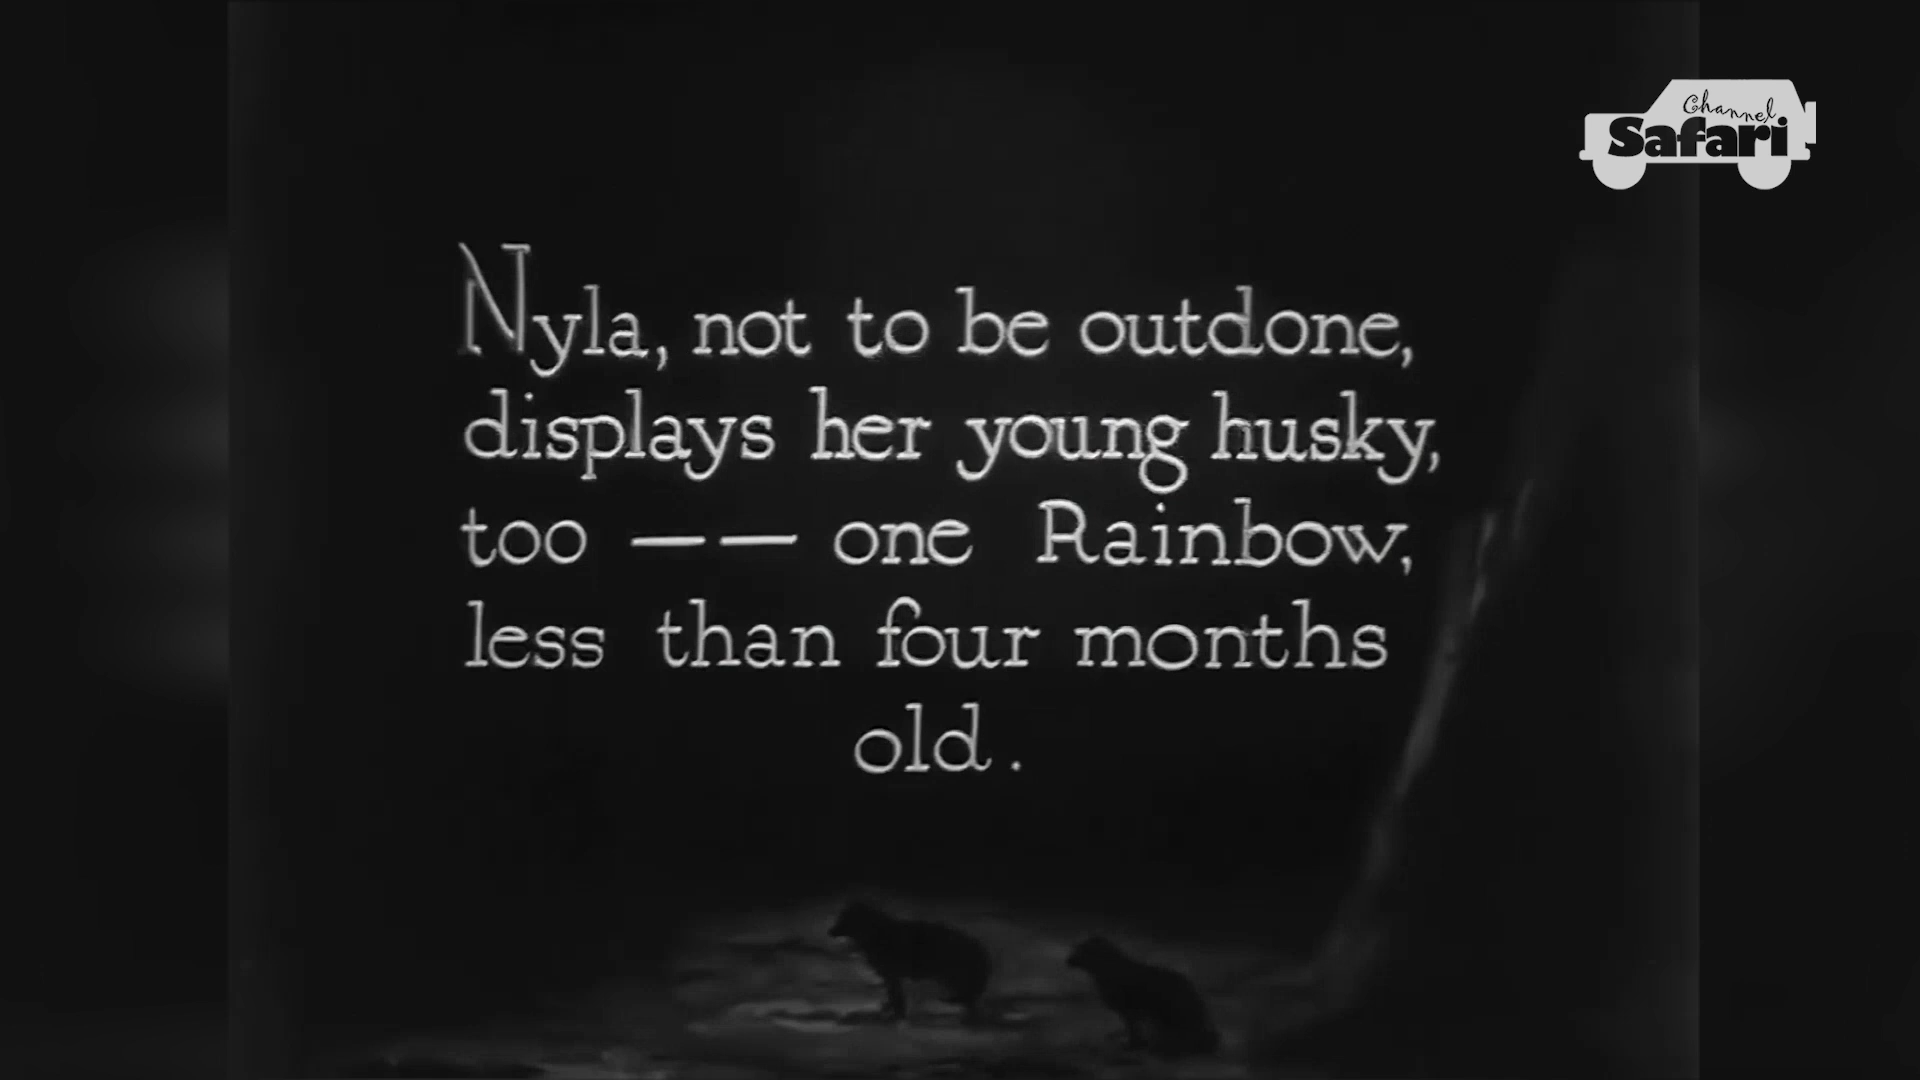 Channel
Safari
Nyla, not to be outdone,
displays her young husky,
too -- one Rainbow,
less than four months
old.